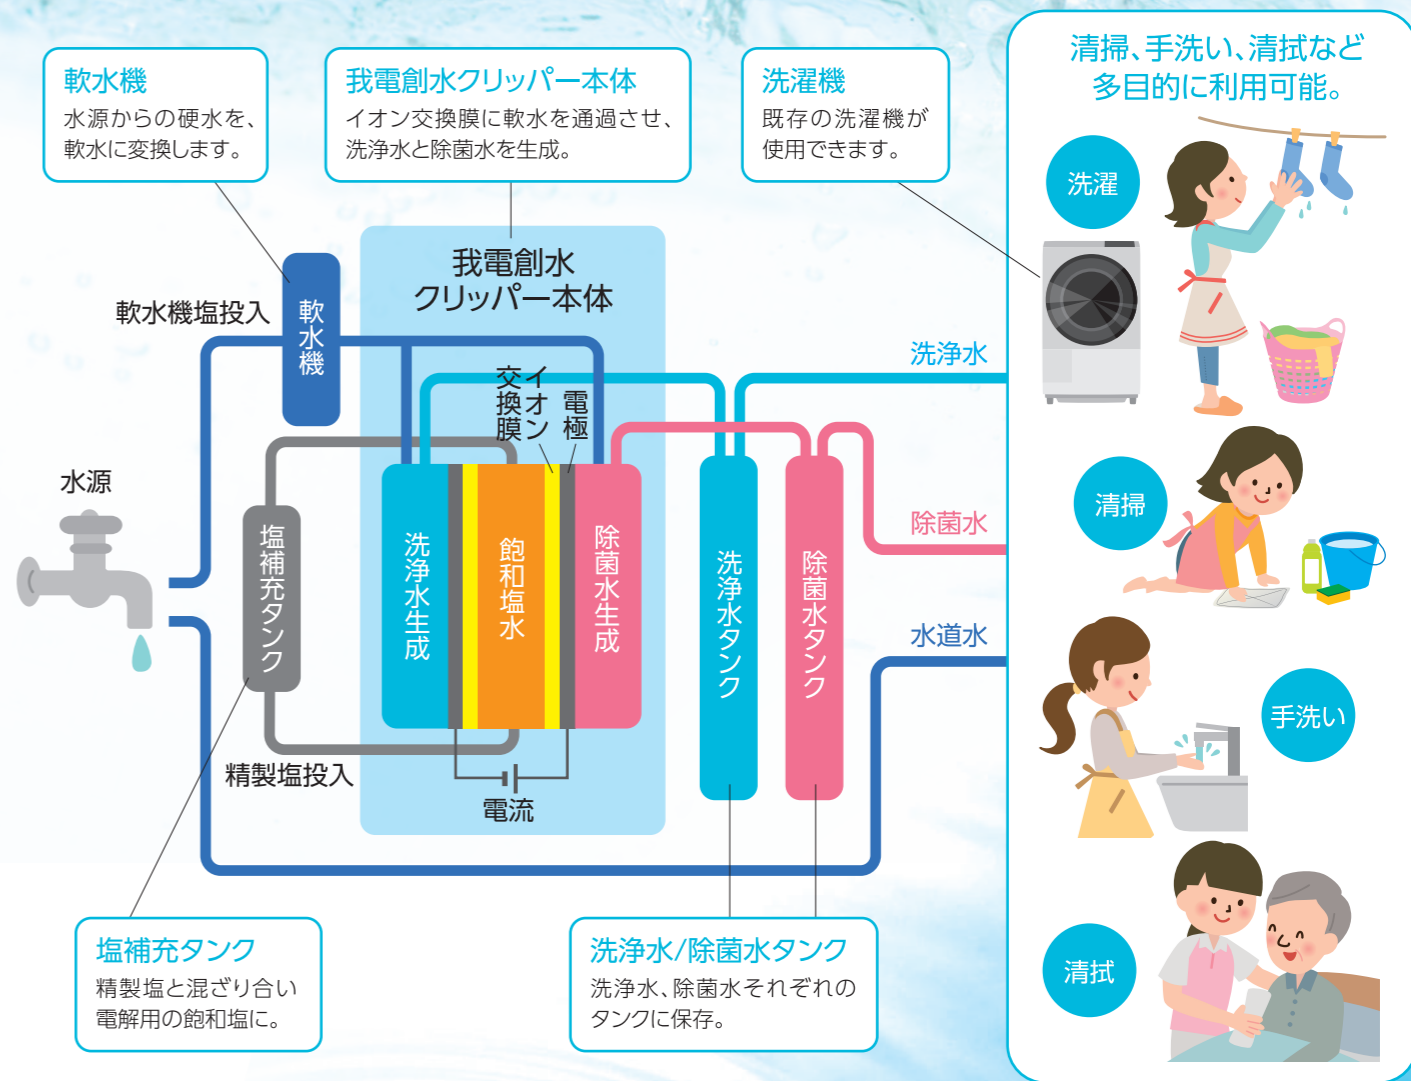 軟水機
水源からの硬水を、
軟水に変換します。
我電創水クリッパー本体
イオン交換膜に軟水を通過させ、
洗浄水と除菌水を生成。
洗濯機
既存の洗濯機が
使用できます。
清掃、手洗い、清拭など
多目的に利用可能。
洗濯
清掃
手洗い
清拭
我電創水
クリッパー本体
軟水機塩投入
軟水機
イオン
交換膜
電極
水源
塩補充タンク
洗浄水生成
飽和塩水
除菌水生成
洗浄水タンク
除菌水タンク
洗浄水
除菌水
水道水
精製塩投入
電流
塩補充タンク
精製塩と混ざり合い
電解用の飽和塩に。
洗浄水/除菌水タンク
洗浄水、除菌水それぞれの
タンクに保存。